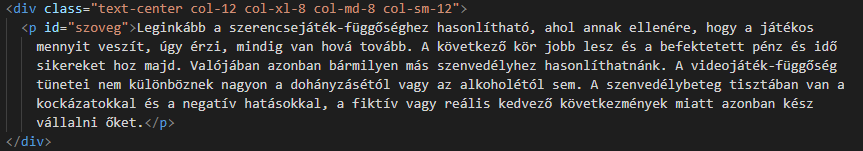 <div class="text-center col-12 col-xl-8 col-md-8 col-sm-12">
<p id="szoveg">Leginkább a szerencsejáték-függőséghez hasonlítható, ahol annak ellenére, hogy a játékos
mennyit veszít, úgy érzi, mindig van hová tovább. A következő kör jobb lesz és a befektetett pénz és idő
sikereket hoz majd. Valójában azonban bármilyen más szenvedélyhez hasonlíthatnánk. A videojáték-függőség
tünetei nem különböznek nagyon a dohányzásétól vagy az alkoholétól sem. A szenvedélybeteg tisztában van a
kockázatokkal és a negatív hatásokkal, a fiktív vagy reális kedvező következmények miatt azonban kész
vállalni őket.</p>
</div>